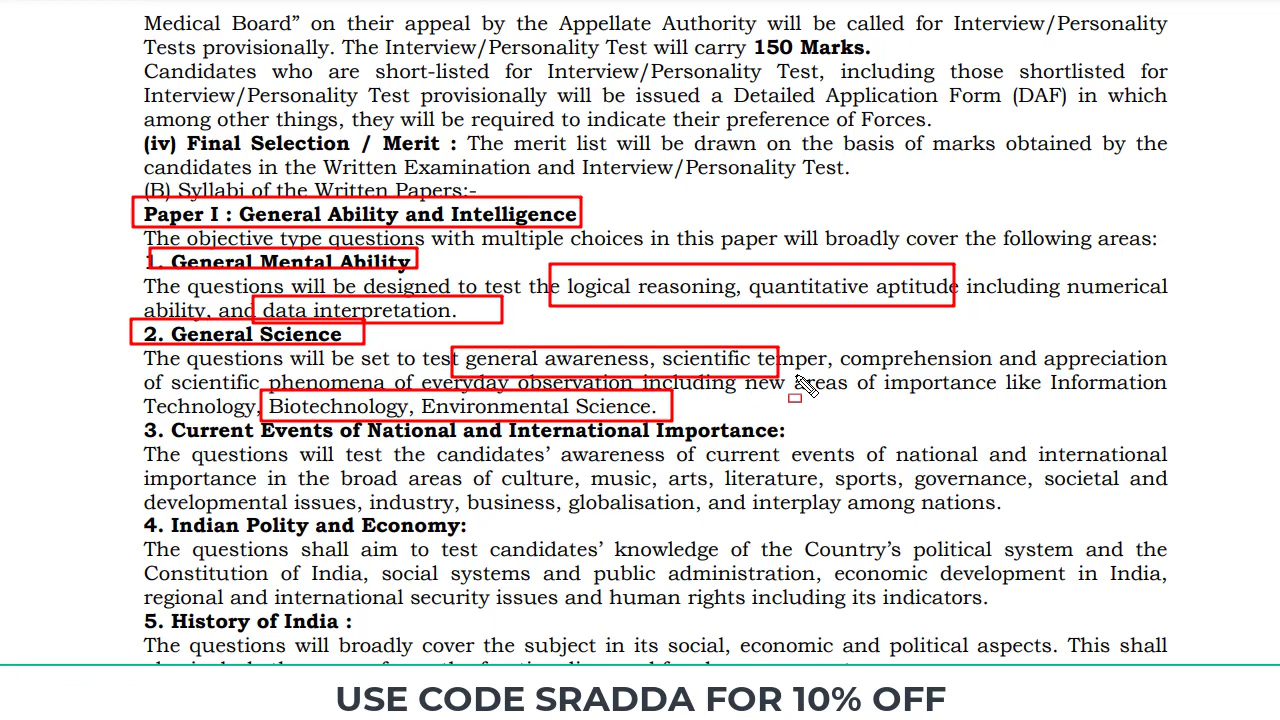 Medical Board” on their appeal by the Appellate Authority will be called for Interview/Personality
Tests provisionally. The Interview/Personality Test will carry 150 Marks.
Candidates who are short-listed for Interview/Personality Test, including those shortlisted for
Interview/Personality Test provisionally will be issued a Detailed Application Form (DAF) in which
among other things, they will be required to indicate their preference of Forces.
(iv) Final Selection / Merit : The merit list will be drawn on the basis of marks obtained by the
candidates in the Written Examination and Interview/Personality Test.
(B) Syllabi of the Written Papers:-
Paper I : General Ability and Intelligence
The objective type questions with multiple choices in this paper will broadly cover the following areas:
1. General Mental Ability
The questions will be designed to test the logical reasoning, quantitative aptitude including numerical
ability, and data interpretation.
2. General Science
The questions will be set to test general awareness, scientific temper, comprehension and appreciation
of scientific phenomena of everyday observation including new areas of importance like Information
Technology, Biotechnology, Environmental Science.
3. Current Events of National and International Importance:
The questions will test the candidates’ awareness of current events of national and international
importance in the broad areas of culture, music, arts, literature, sports, governance, societal and
developmental issues, industry, business, globalisation, and interplay among nations.
4. Indian Polity and Economy:
The questions shall aim to test candidates’ knowledge of the Country’s political system and the
Constitution of India, social systems and public administration, economic development in India,
regional and international security issues and human rights including its indicators.
5. History of India :
The questions will broadly cover the subject in its social, economic and political aspects. This shall
USE CODE SRADDA FOR 10% OFF